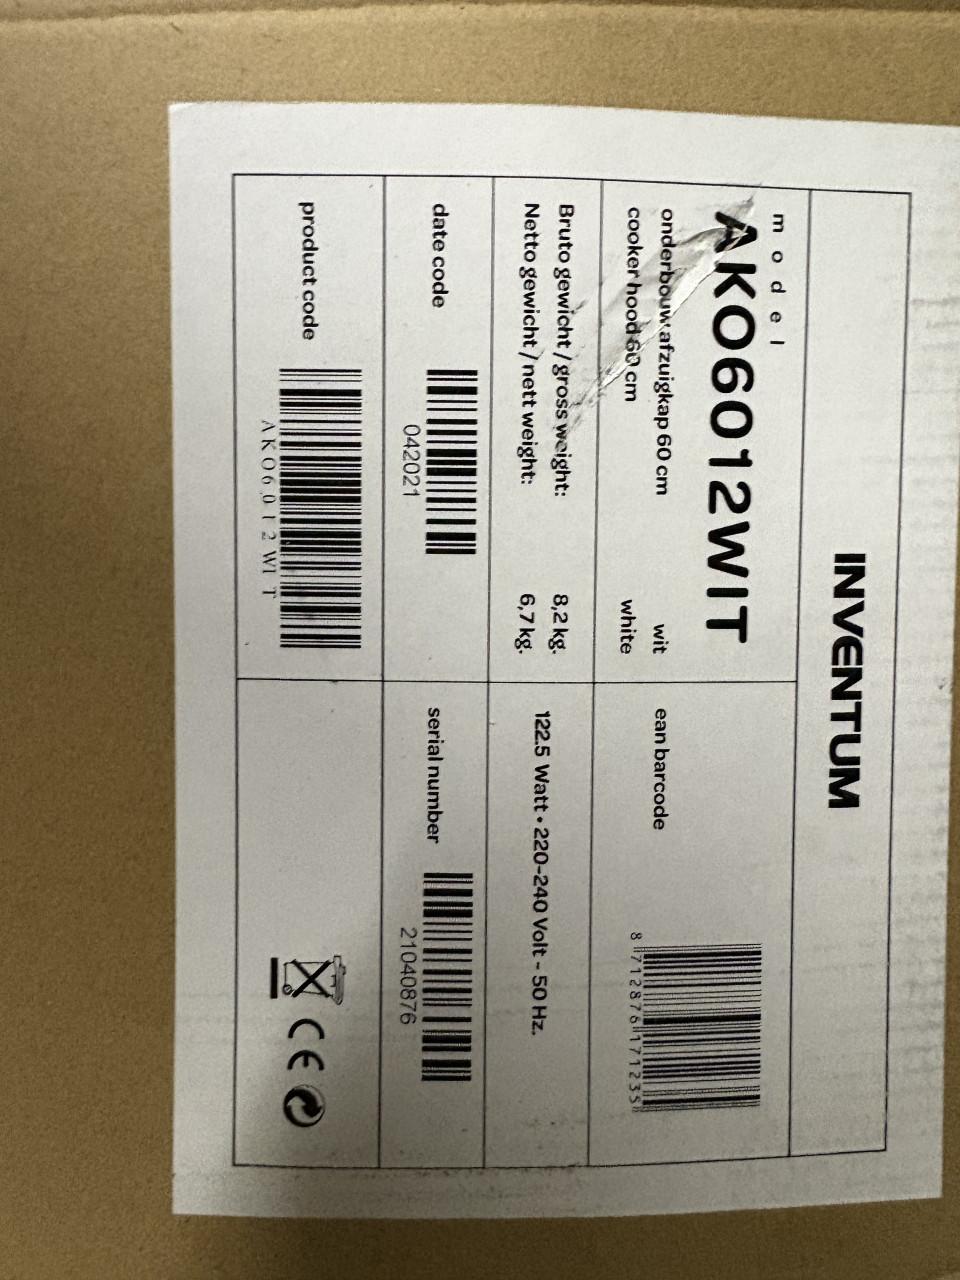 INVENTUM
model
AKO6012WIT
onderbouw afzuigkap 60 cm wit
cooker hood 60 cm white
ean barcode
8 712876 171235
Bruto gewicht / gross weight: 8,2 kg.
Netto gewicht / nett weight: 6,7 kg.
122.5 Watt • 220-240 Volt ~ 50 Hz.
date code
042021
serial number
21040876
product code
AKO6012WIT
CE